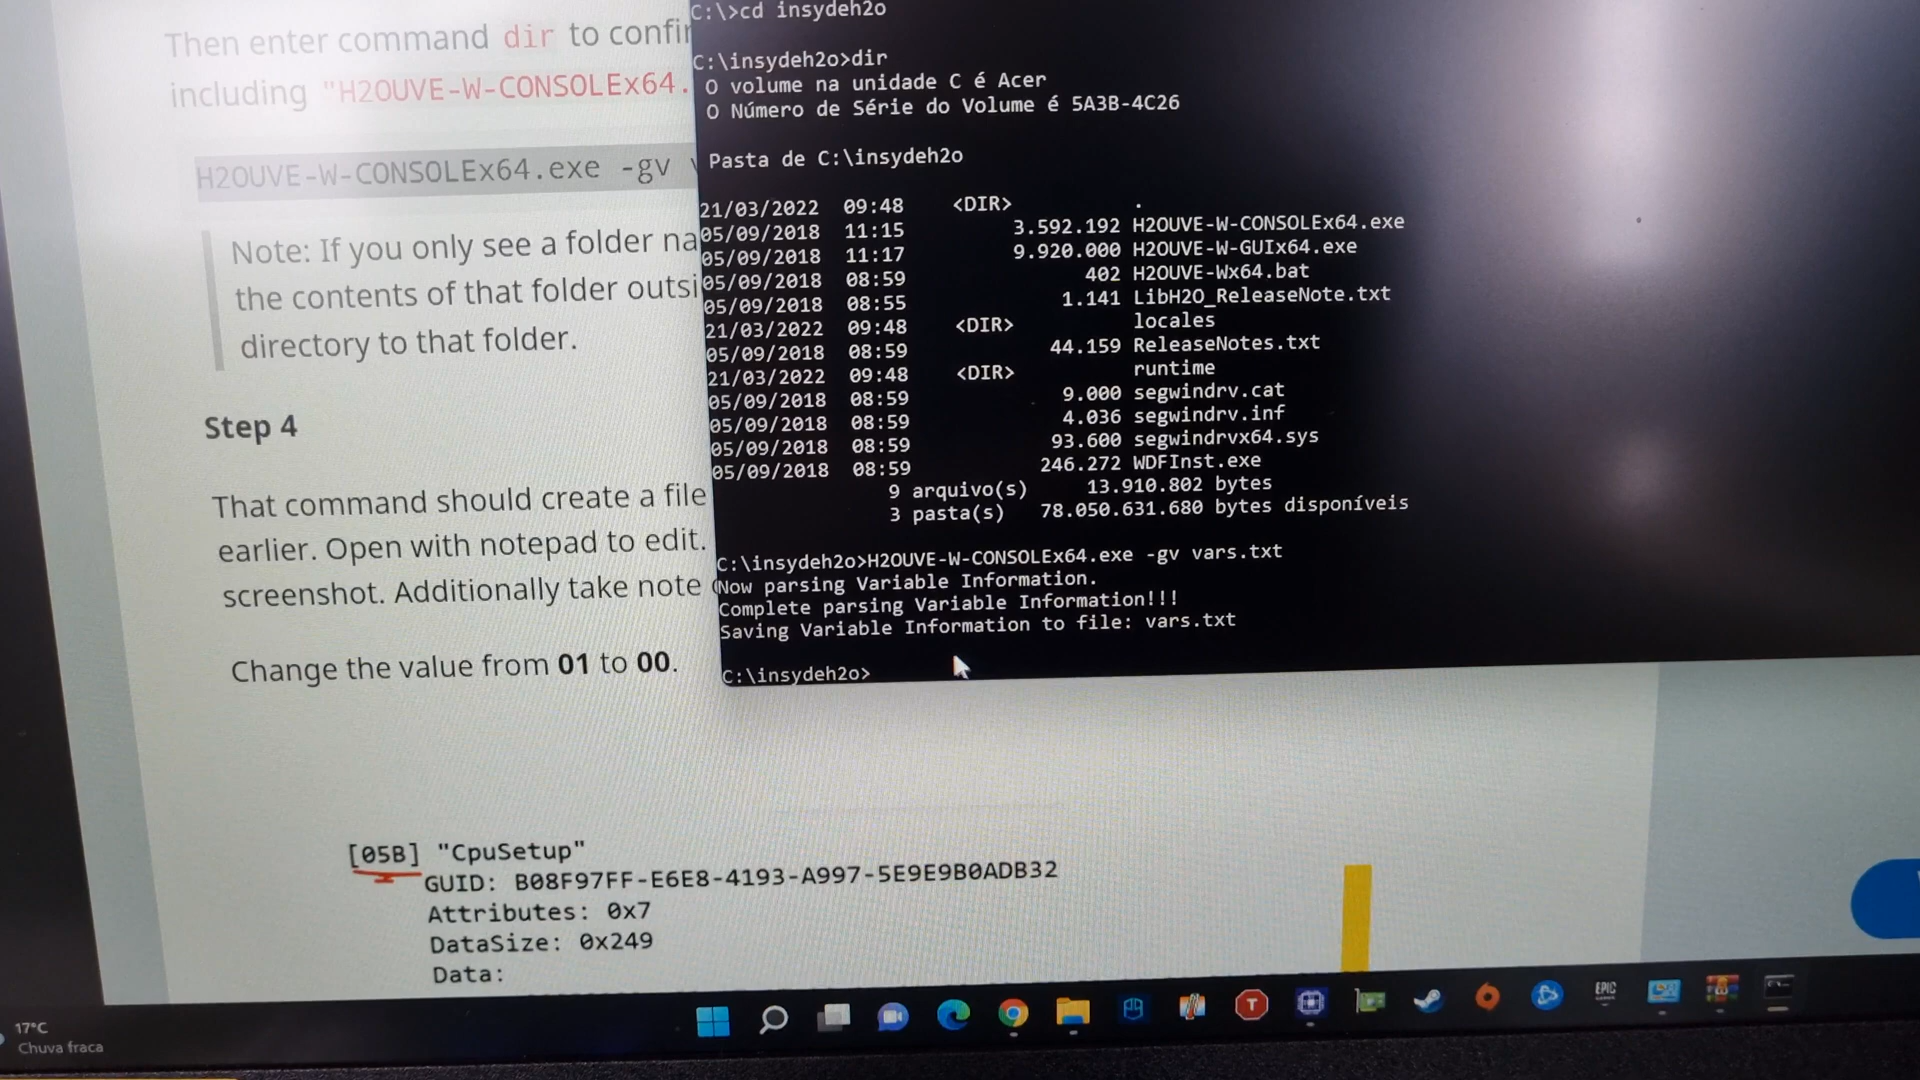 Then enter command dir to confir
including "H2OUVE-W-CONSOLEx64.
H2OUVE-W-CONSOLEx64.exe -gv
Note: If you only see a folder na
the contents of that folder outsi
directory to that folder.
Step 4
That command should create a file
earlier. Open with notepad to edit.
screenshot. Additionally take note
Change the value from 01 to 00.
[05B] "CpuSetup"
GUID: B08F97FF-E6E8-4193-A997-5E9E9B0ADB32
Attributes: 0x7
DataSize: 0x249
Data:
C:\>cd insydeh2o
C:\insydeh2o>dir
O volume na unidade C é Acer
O Número de Série do Volume é 5A3B-4C26
Pasta de C:\insydeh2o
21/03/2022 09:48 <DIR> .
05/09/2018 11:15 3.592.192 H2OUVE-W-CONSOLEx64.exe
05/09/2018 11:17 9.920.000 H2OUVE-W-GUIx64.exe
05/09/2018 08:59 402 H2OUVE-Wx64.bat
05/09/2018 08:55 1.141 LibH2O_ReleaseNote.txt
21/03/2022 09:48 <DIR> locales
05/09/2018 08:59 44.159 ReleaseNotes.txt
21/03/2022 09:48 <DIR> runtime
05/09/2018 08:59 9.000 segwindrv.cat
05/09/2018 08:59 4.036 segwindrv.inf
05/09/2018 08:59 93.600 segwindrvx64.sys
05/09/2018 08:59 246.272 WDFInst.exe
9 arquivo(s) 13.910.802 bytes
3 pasta(s) 78.050.631.680 bytes disponíveis
C:\insydeh2o>H2OUVE-W-CONSOLEx64.exe -gv vars.txt
Now parsing Variable Information.
Complete parsing Variable Information!!!
Saving Variable Information to file: vars.txt
C:\insydeh2o>
17°C
Chuva fraca
T
EPIC